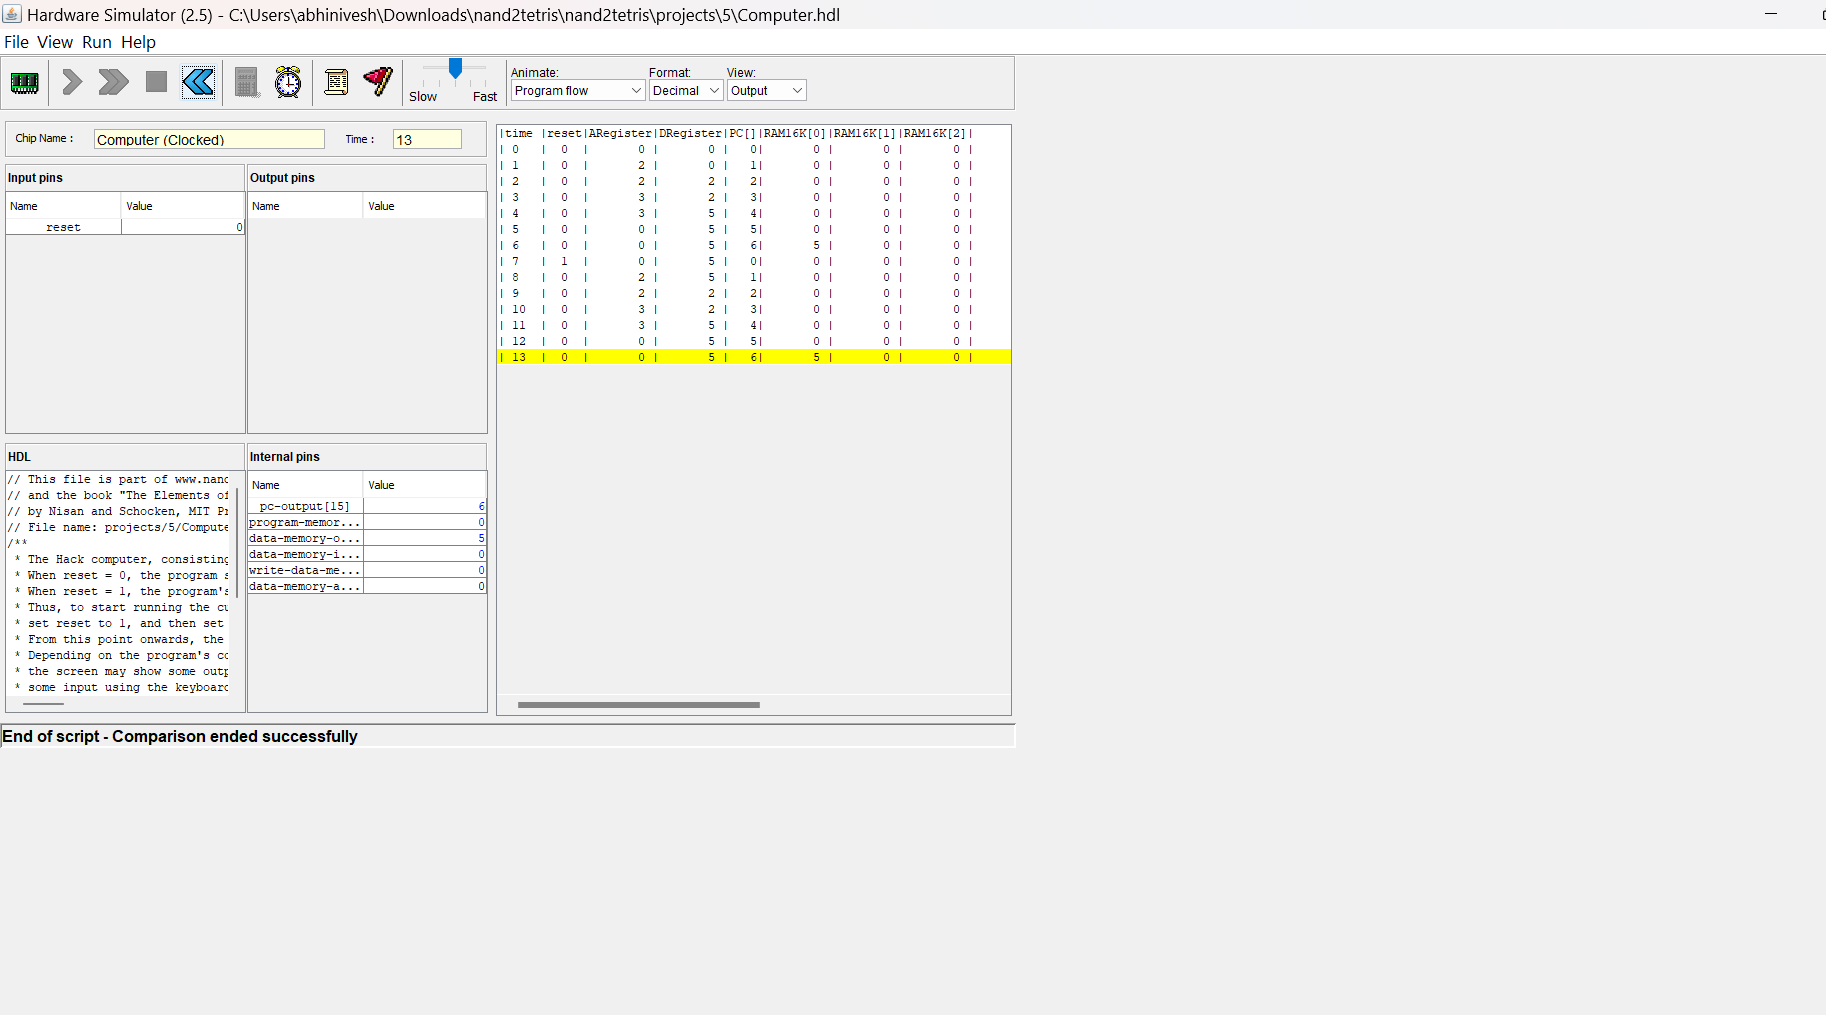 Hardware Simulator (2.5) - C:\Users\abhinivesh\Downloads\nand2tetris\nand2tetris\projects\5\Computer.hdl
File View Run Help
Slow Fast
Animate: Format: View:
Program flow Decimal Output
Chip Name : Computer (Clocked) Time : 13
Input pins
Name Value
reset 0
Output pins
Name Value
HDL
// This file is part of www.nand
// and the book "The Elements of
// by Nisan and Schocken, MIT Pr
// File name: projects/5/Compute
/**
* The Hack computer, consisting
* When reset = 0, the program s
* When reset = 1, the program's
* Thus, to start running the cu
set reset to 1, and then set
* From this point onwards, the
* Depending on the program's co
* the screen may show some outp
* some input using the keyboard
Internal pins
Name Value
pc-output[15] 6
program-memor... 0
data-memory-o... 5
data-memory-i... 0
write-data-me... 0
data-memory-a... 0
|time |reset|ARegister|DRegister|PC[]|RAM16K[0]|RAM16K[1]|RAM16K[2]|
| 0 | 0 | 0 | 0 | 0| 0 | 0 | 0 |
| 1 | 0 | 2 | 0 | 1| 0 | 0 | 0 |
| 2 | 0 | 2 | 2 | 2| 0 | 0 | 0 |
| 3 | 0 | 3 | 2 | 3| 0 | 0 | 0 |
| 4 | 0 | 3 | 5 | 4| 0 | 0 | 0 |
| 5 | 0 | 0 | 5 | 5| 0 | 0 | 0 |
| 6 | 0 | 0 | 5 | 6| 5 | 0 | 0 |
| 7 | 1 | 0 | 5 | 0| 0 | 0 | 0 |
| 8 | 0 | 2 | 5 | 1| 0 | 0 | 0 |
| 9 | 0 | 2 | 2 | 2| 0 | 0 | 0 |
| 10 | 0 | 3 | 2 | 3| 0 | 0 | 0 |
| 11 | 0 | 3 | 5 | 4| 0 | 0 | 0 |
| 12 | 0 | 0 | 5 | 5| 0 | 0 | 0 |
| 13 | 0 | 0 | 5 | 6| 5 | 0 | 0 |
End of script - Comparison ended successfully